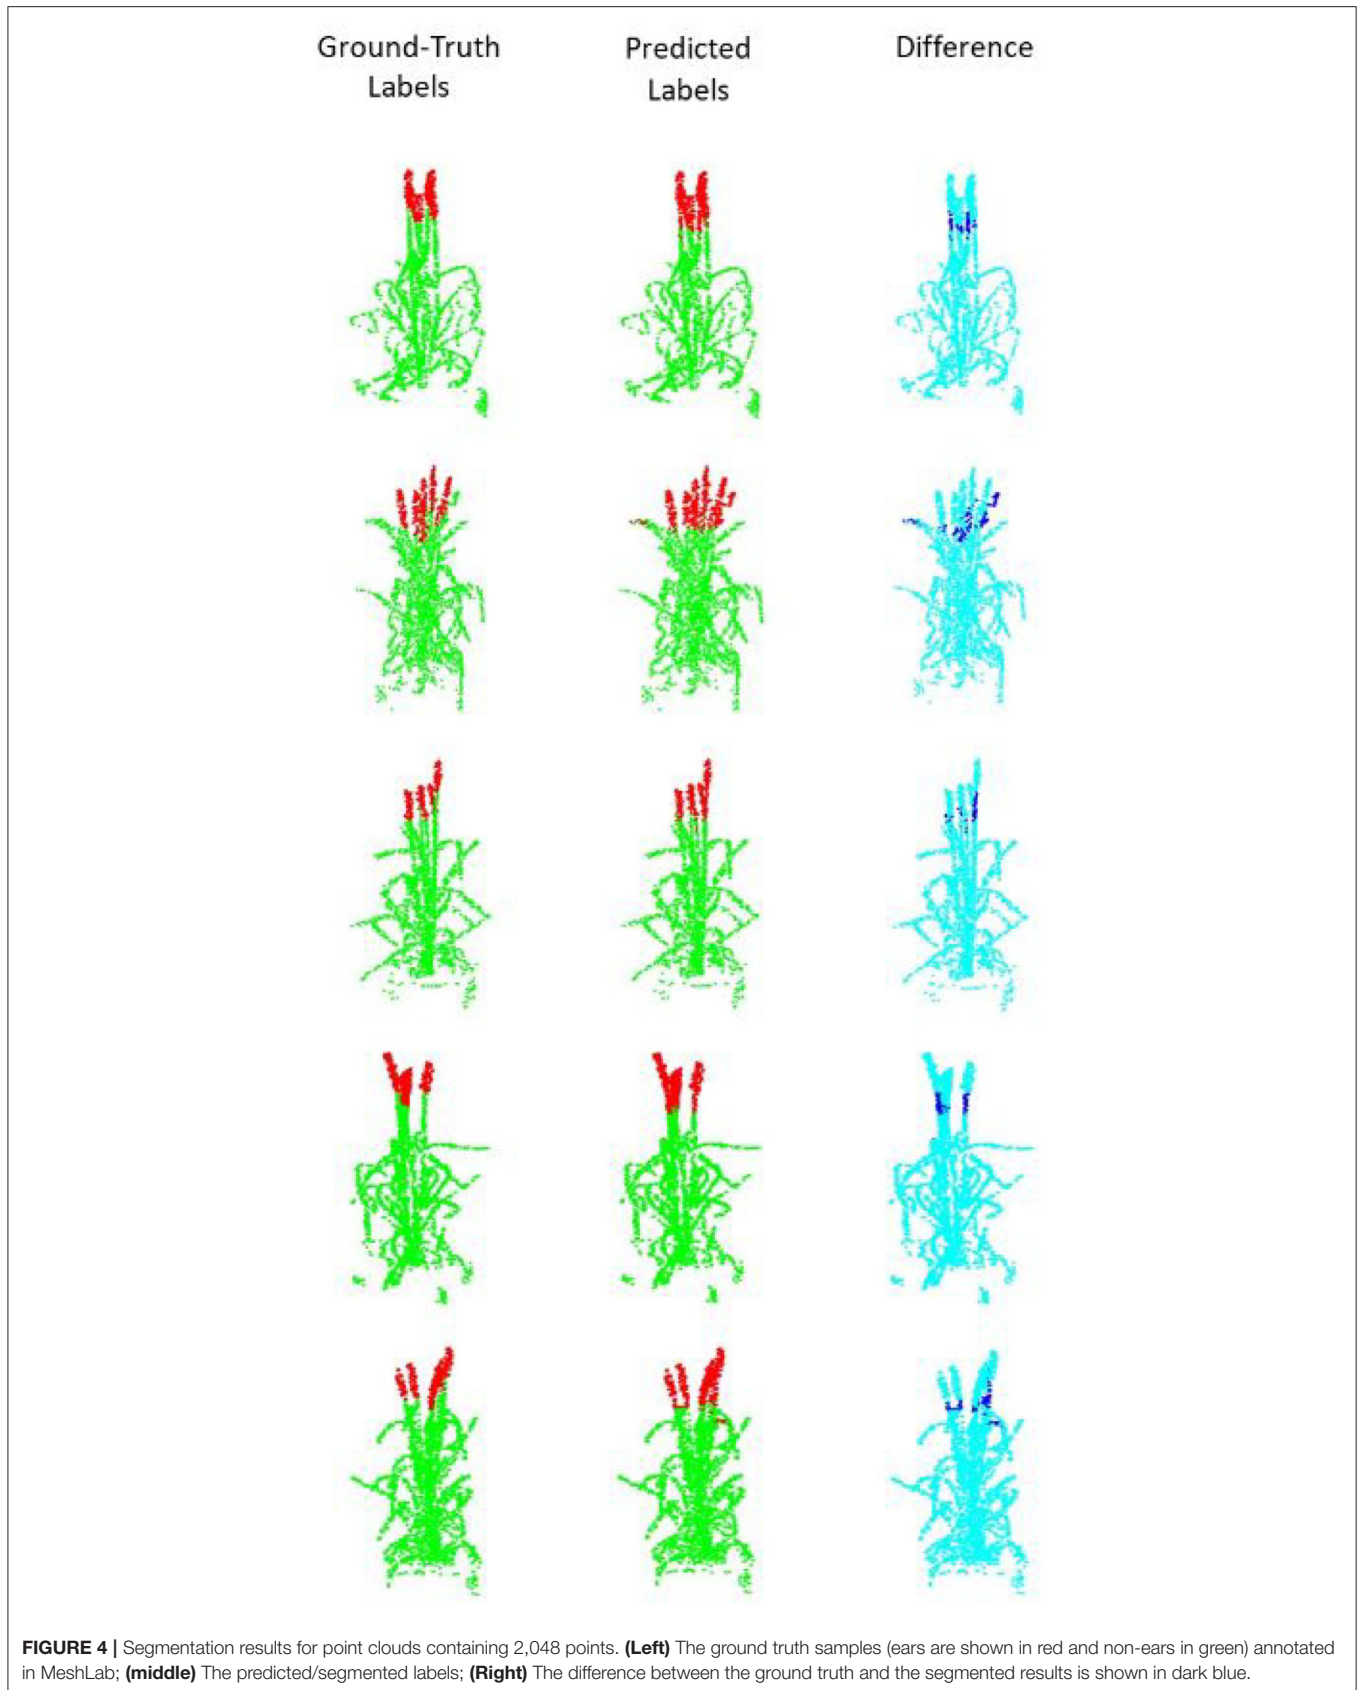 Ground-Truth Labels
Predicted Labels
Difference
FIGURE 4 | Segmentation results for point clouds containing 2,048 points. (Left) The ground truth samples (ears are shown in red and non-ears in green) annotated
in MeshLab; (middle) The predicted/segmented labels; (Right) The difference between the ground truth and the segmented results is shown in dark blue.